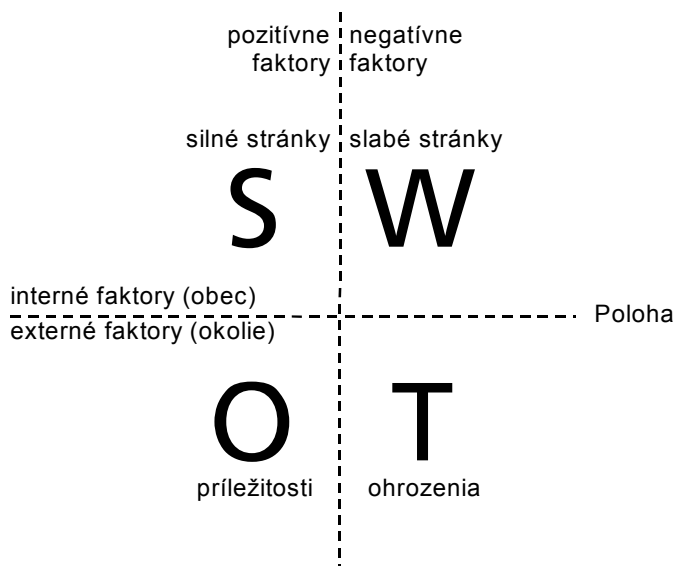 pozitívne negatívne
faktory faktory
silné stránky slabé stránky
S W
interné faktory (obec)
Poloha
externé faktory (okolie)
O T
príležitosti ohrozenia